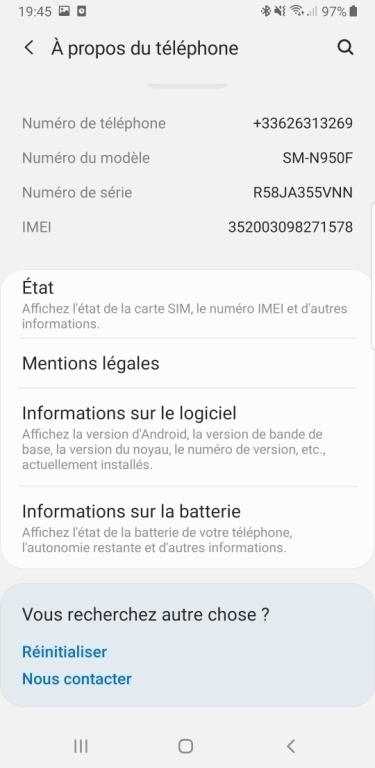 19:45 97%
À propos du téléphone
Numéro de téléphone +33626313269
Numéro du modèle SM-N950F
Numéro de série R58JA355VNN
IMEI 352003098271578
État
Affichez l'état de la carte SIM, le numéro IMEI et d'autres
informations.
Mentions légales
Informations sur le logiciel
Affichez la version d'Android, la version de bande de
base, la version du noyau, le numéro de version, etc.,
actuellement installés.
Informations sur la batterie
Affichez l'état de la batterie de votre téléphone,
l'autonomie restante et d'autres informations.
Vous recherchez autre chose ?
Réinitialiser
Nous contacter